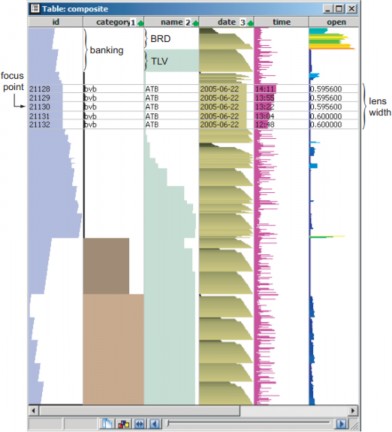 Table: composite
id category 1 name 2 date 3 time open
banking
BRD
TLV
focus point
lens width
21128 bvb ATB 2005-06-22 14:11 0.595600
21129 bvb ATB 2005-06-22 0.595600
21130 bvb ATB 2005-06-22 0.595600
21131 bvb ATB 2005-06-22 0.600000
21132 bvb ATB 2005-06-22 0.600000